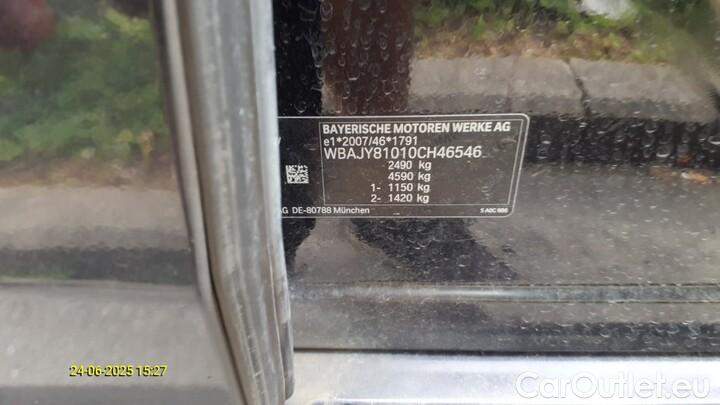 BAYERISCHE MOTOREN WERKE AG
e1*2007/46*1791
WBAJY81010CH46546
2490 kg
4590 kg
1- 1150 kg
2- 1420 kg
AG DE-80788 München
24-06-2025 15:27
CarOutlet.eu